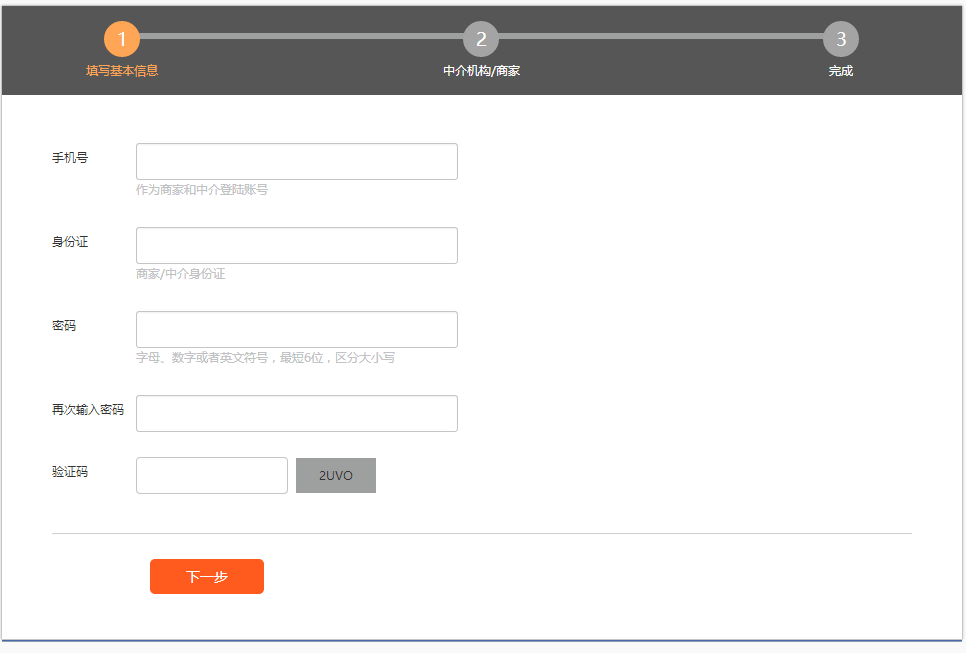 1
2
3
填写基本信息
中介机构/商家
完成
手机号
作为商家和中介登陆账号
身份证
商家/中介身份证
密码
字母、数字或者英文符号，最短6位，区分大小写
再次输入密码
验证码
2UVO
下一步